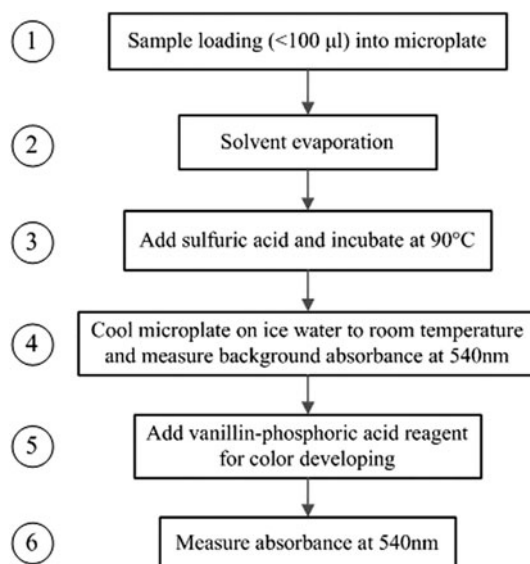 1
Sample loading (<100 μl) into microplate
2
Solvent evaporation
3
Add sulfuric acid and incubate at 90°C
4
Cool microplate on ice water to room temperature
and measure background absorbance at 540nm
5
Add vanillin-phosphoric acid reagent
for color developing
6
Measure absorbance at 540nm